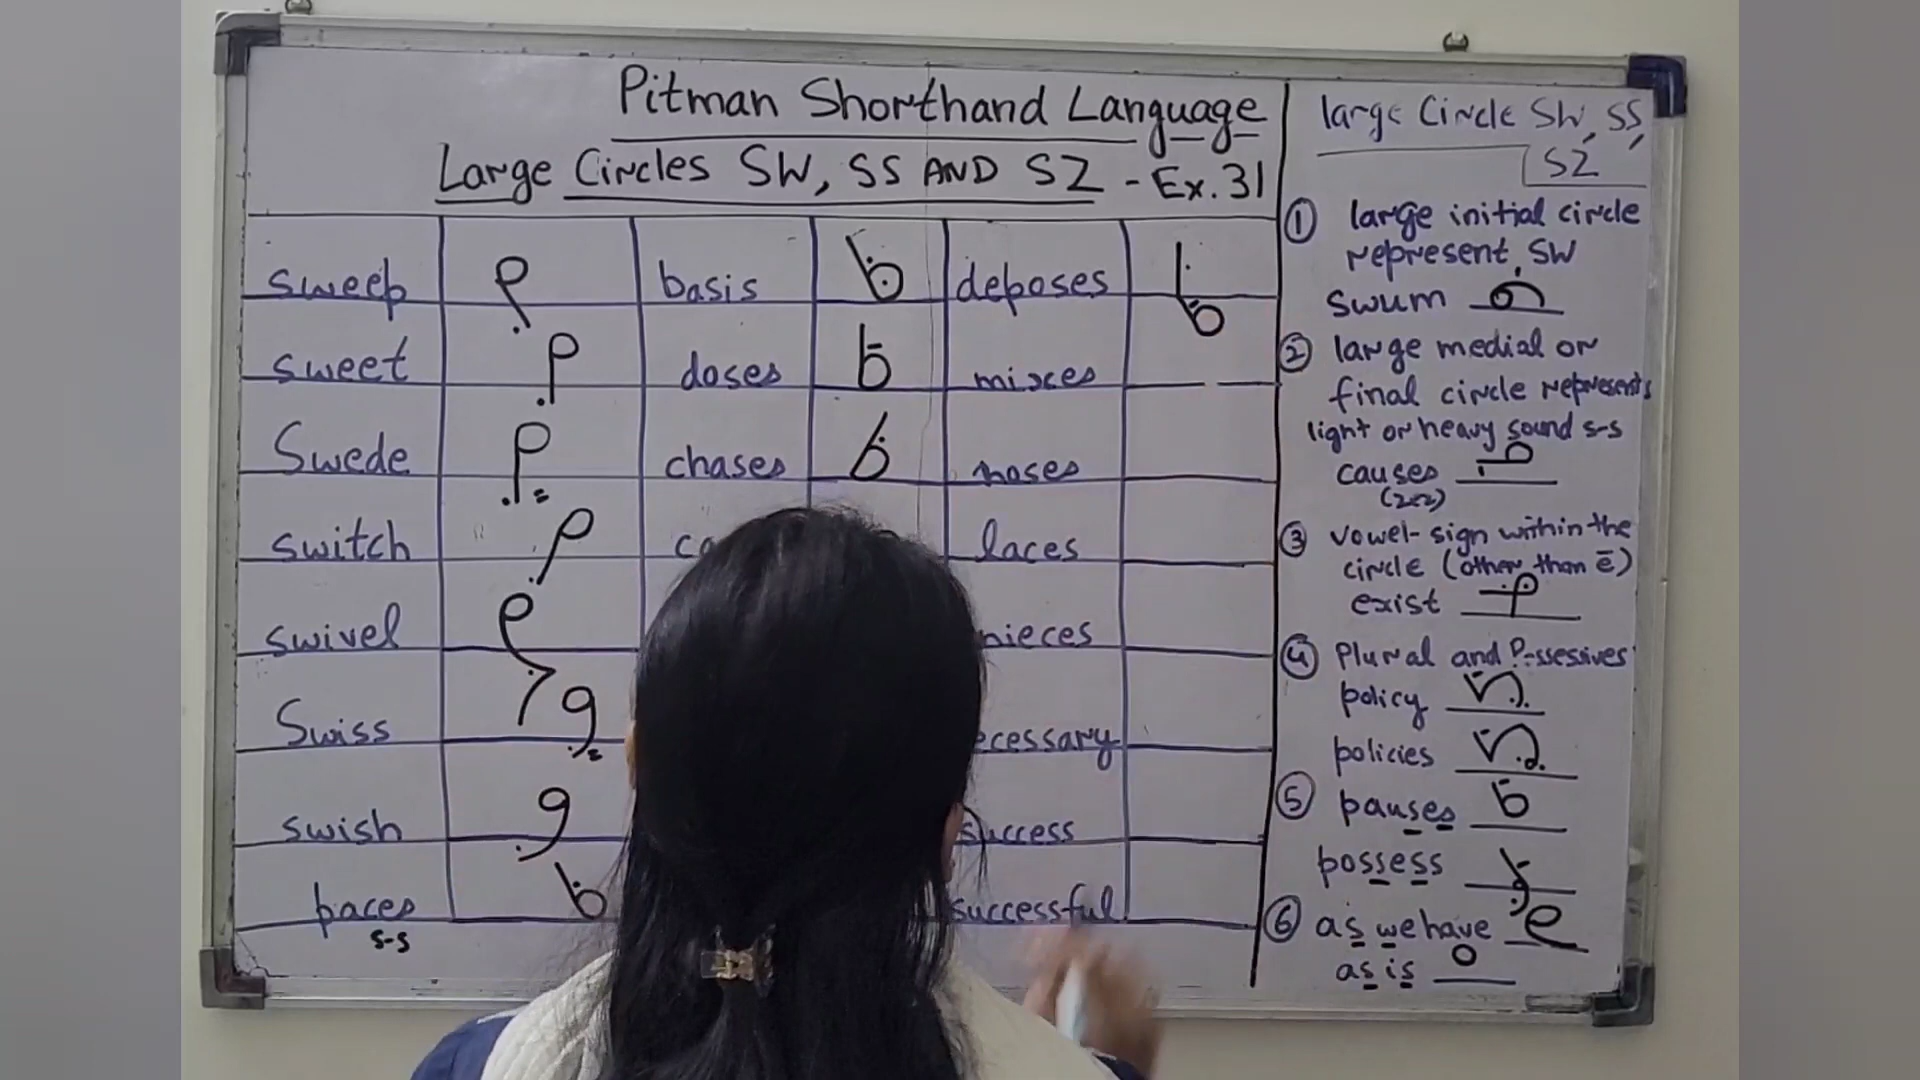 Pitman Shorthand Language
Large Circles SW, SS AND SZ - Ex. 31
sweep basis deposes
sweet doses mixes
Swede chases noses
switch laces
swivel nieces
Swiss
swish success
paces successful
s-s
large Circle SW, SS,
SZ
① large initial circle
represent SW
swum
② large medial or
final circle represents
light or heavy sound s-s
causes
③ vowel-sign within the
circle (other than ē)
exist
④ Plural and Possessives
policy
policies
⑤ pauses
possess
⑥ as we have
as is